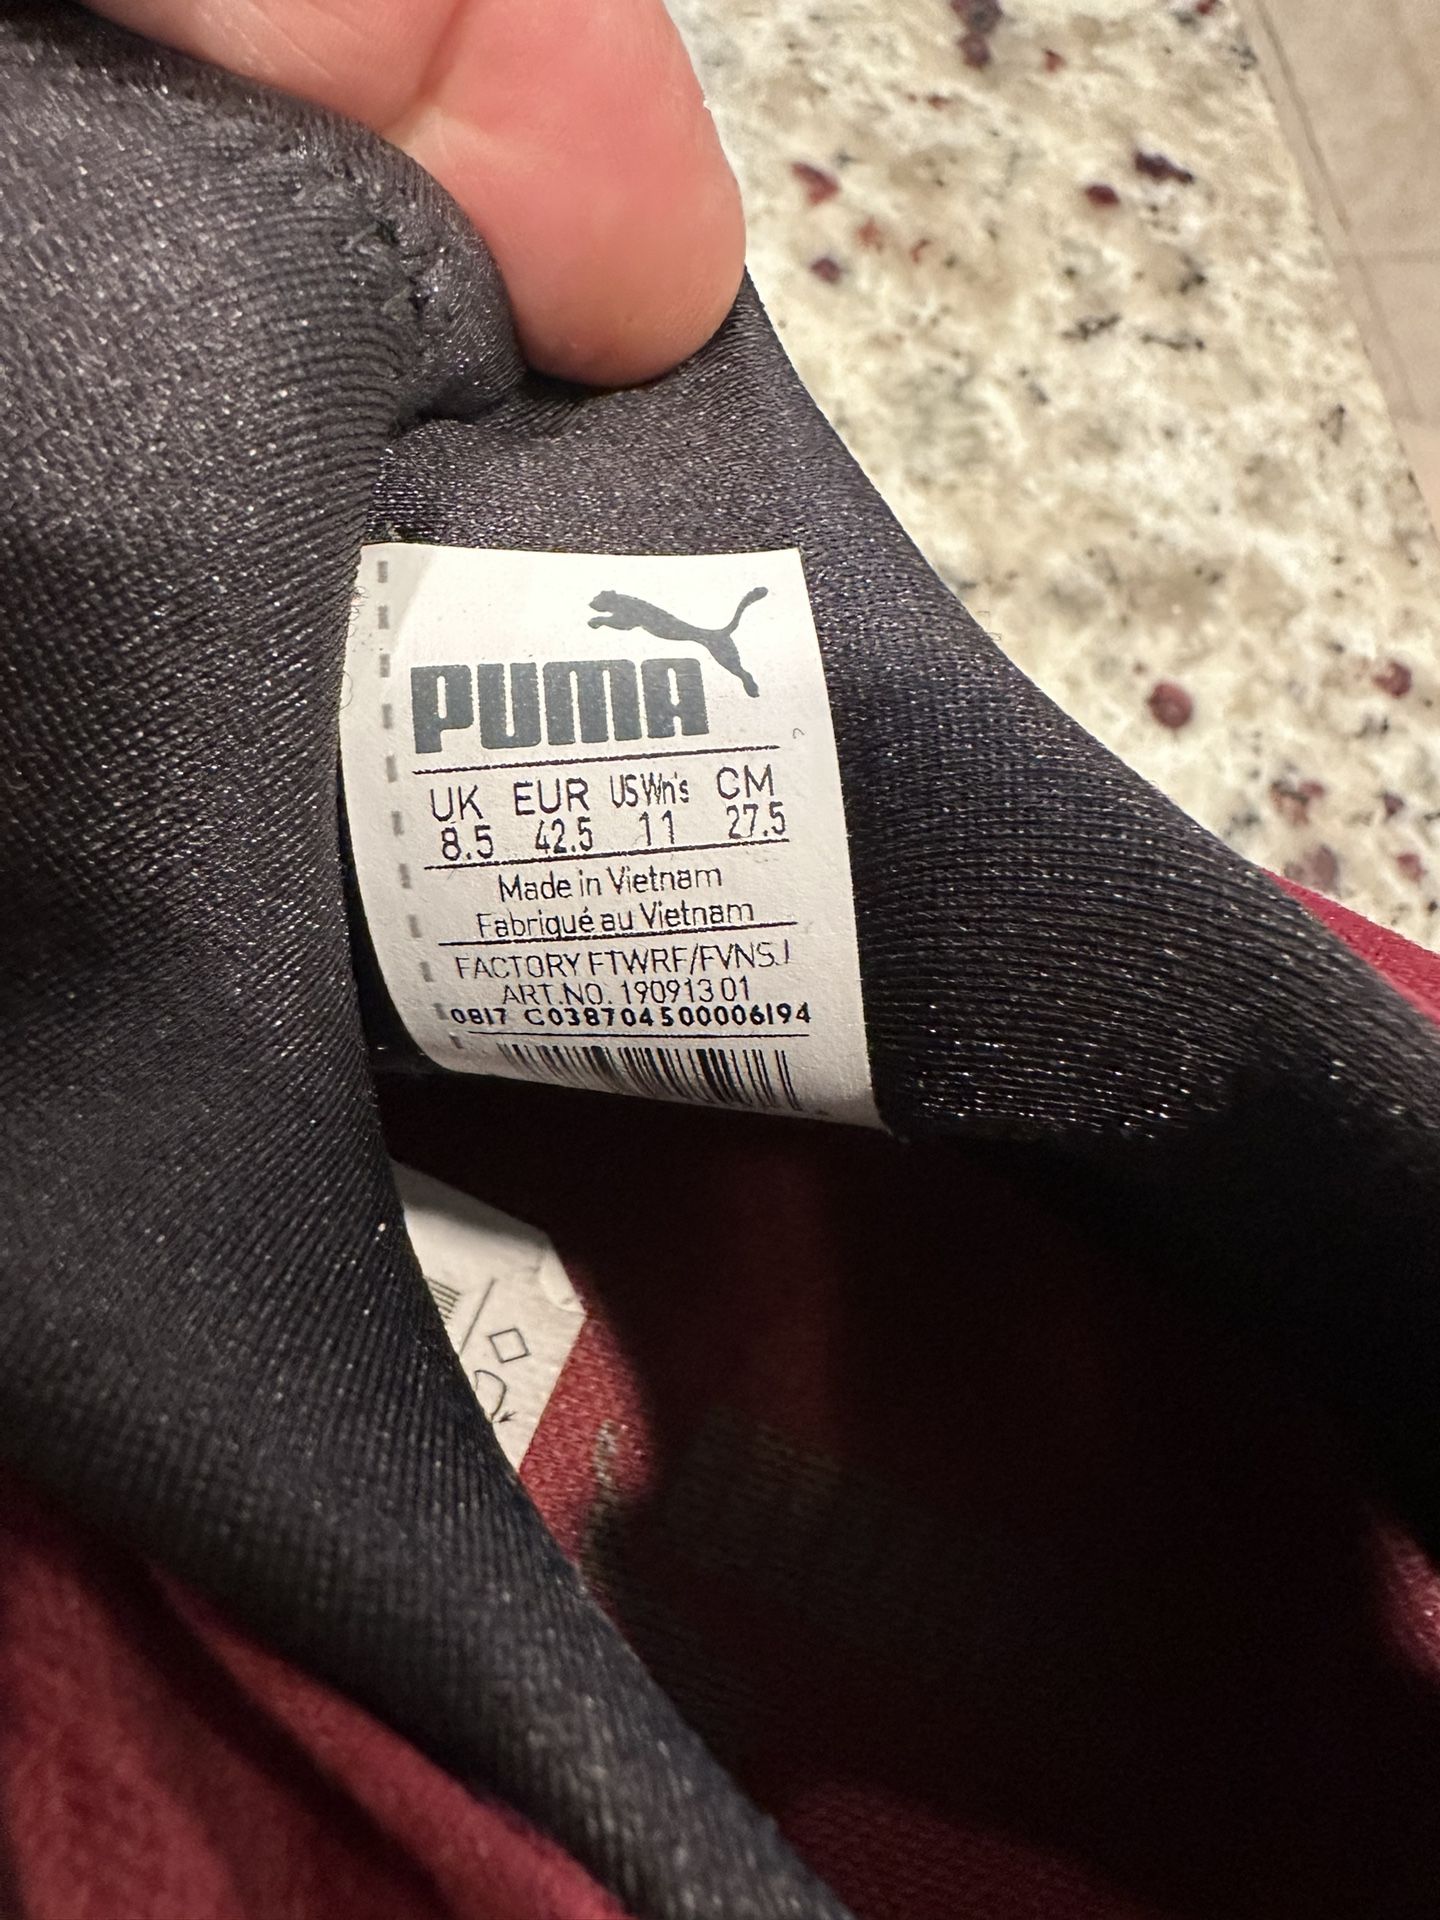 PUMA
UK EUR US Wn's CM
8.5 42.5 11 27.5
Made in Vietnam
Fabriqué au Vietnam
FACTORY FTWRF/FVNSJ
ART.NO. 190913 01
0817 C038704500006194